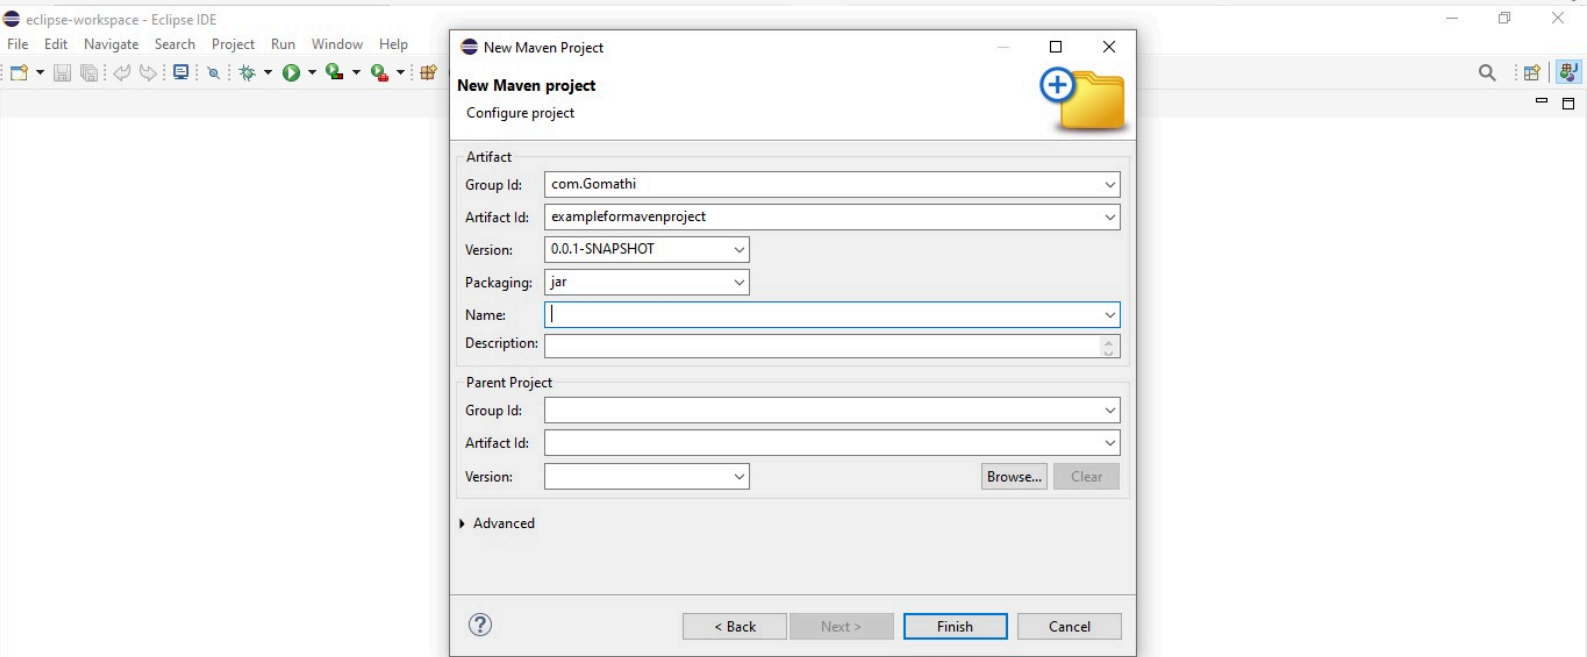 eclipse-workspace - Eclipse IDE
File Edit Navigate Search Project Run Window Help
New Maven Project
New Maven project
Configure project
Artifact
Group Id: com.Gomathi
Artifact Id: exampleformavenproject
Version: 0.0.1-SNAPSHOT
Packaging: jar
Name:
Description:
Parent Project
Group Id:
Artifact Id:
Version: Browse... Clear
Advanced
< Back Next > Finish Cancel